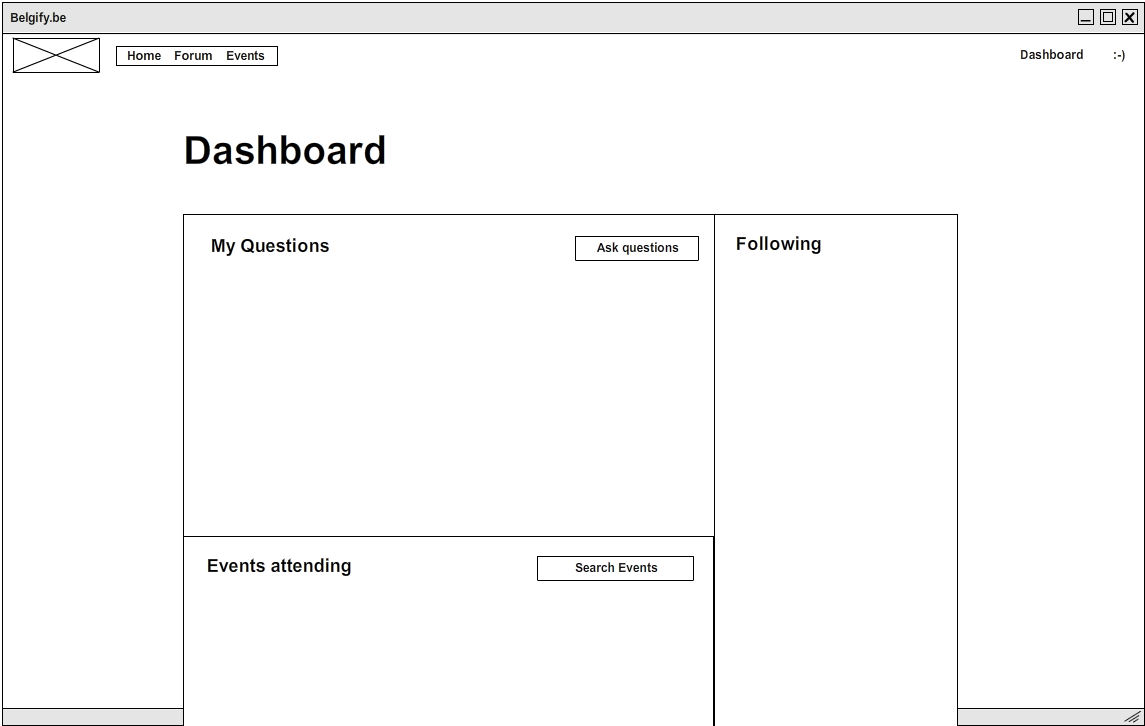 Belgify.be
Home Forum Events
Dashboard :-)
Dashboard
My Questions
Ask questions
Following
Events attending
Search Events